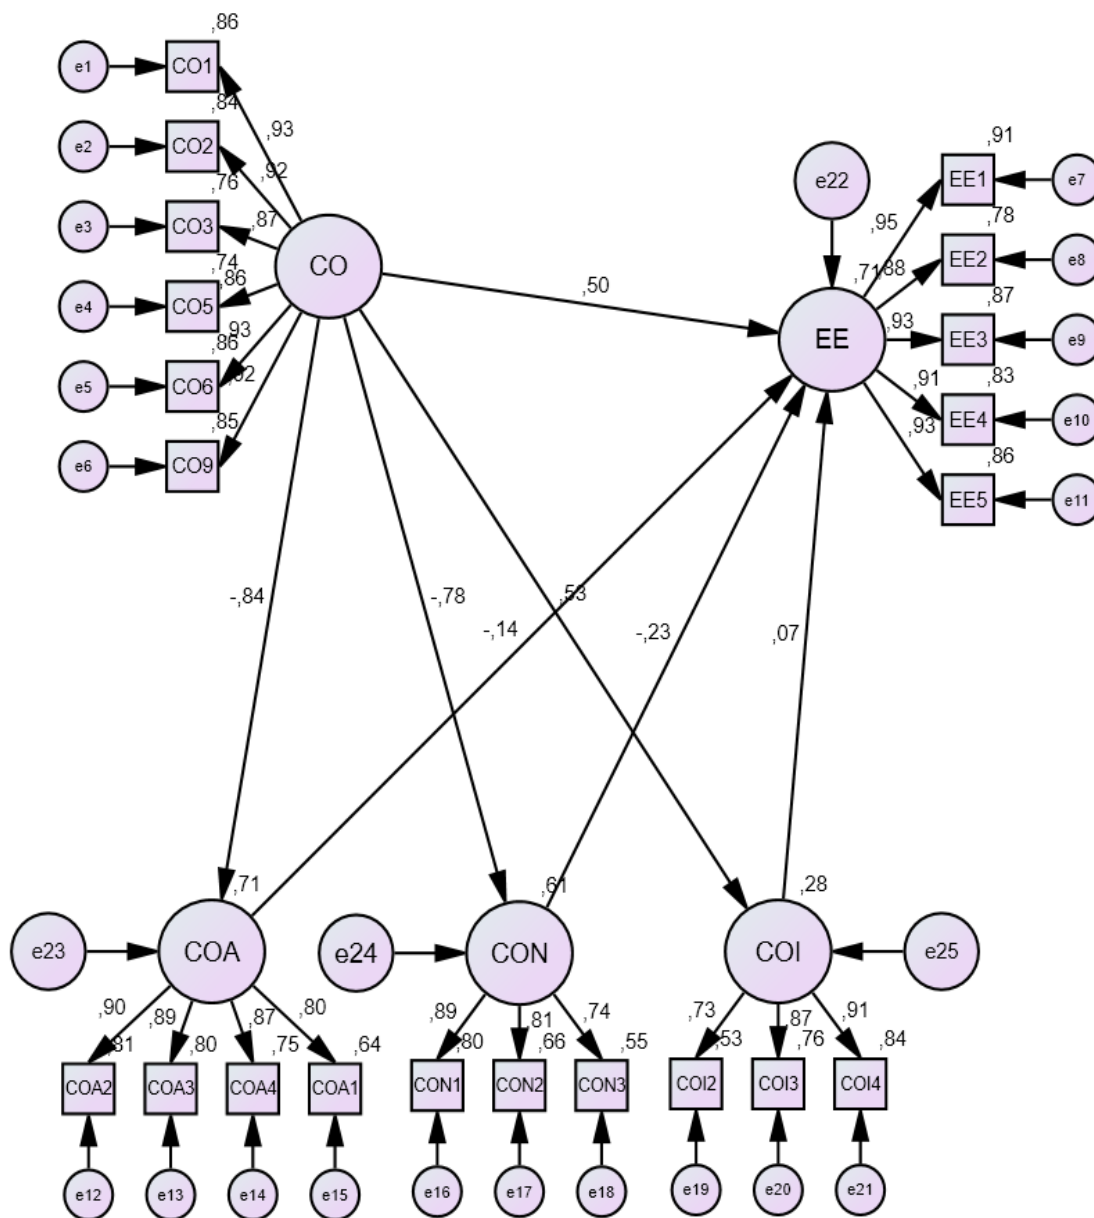 ,86
e1 CO1
,84
,93
e2 CO2
,92
,76
e3 CO3
,87
CO
,74
,86
e4 CO5
,93
,86
e5 CO6
,92
,85
e6 CO9
,50
e22
,91
EE1 e7
,95
,78
EE2 e8
,71
,88
,87
,93
EE EE3 e9
,83
,91
EE4 e10
,93
,86
EE5 e11
-,84
-,78
,53
-,14
-,23
,07
,71
,61
,28
e23 COA e24 CON COI e25
,90 ,89 ,87 ,80
,89 ,81 ,74
,73 ,87 ,91
,81 ,80 ,75 ,64
,80 ,66 ,55
,53 ,76 ,84
COA2 COA3 COA4 COA1 CON1 CON2 CON3 COI2 COI3 COI4
e12 e13 e14 e15 e16 e17 e18 e19 e20 e21